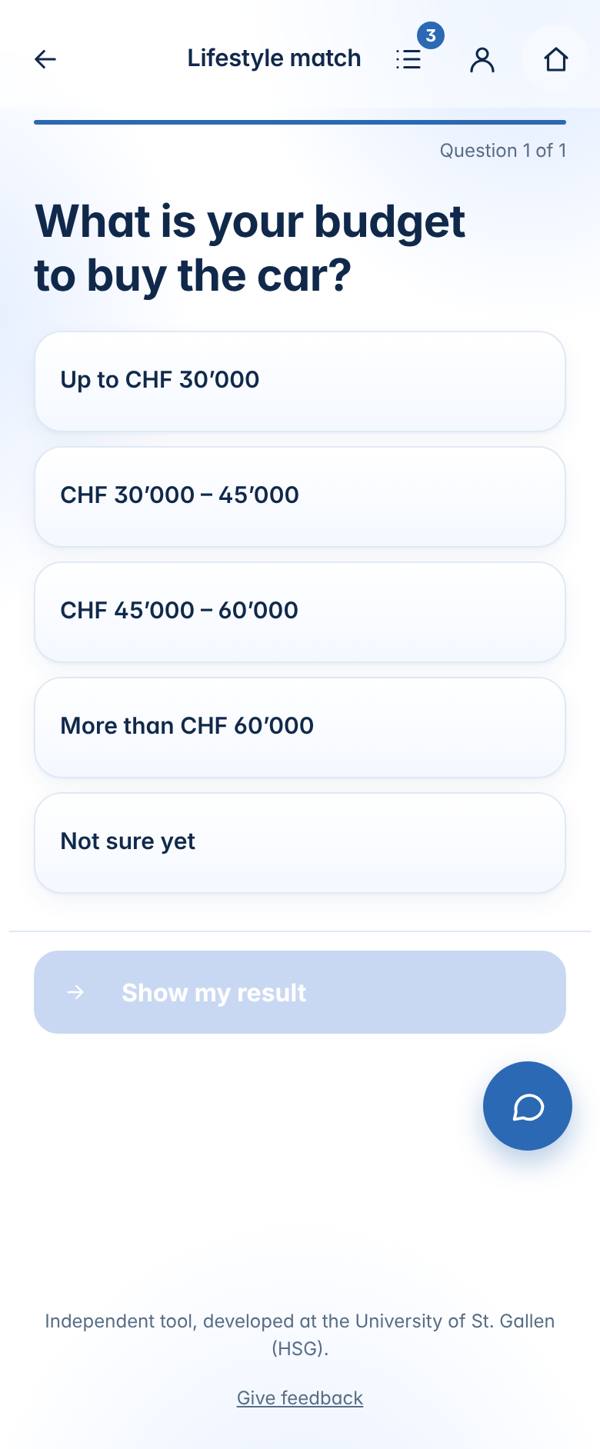 Lifestyle match
3
Question 1 of 1
What is your budget
to buy the car?
Up to CHF 30’000
CHF 30’000 – 45’000
CHF 45’000 – 60’000
More than CHF 60’000
Not sure yet
Show my result
Independent tool, developed at the University of St. Gallen
(HSG).
Give feedback